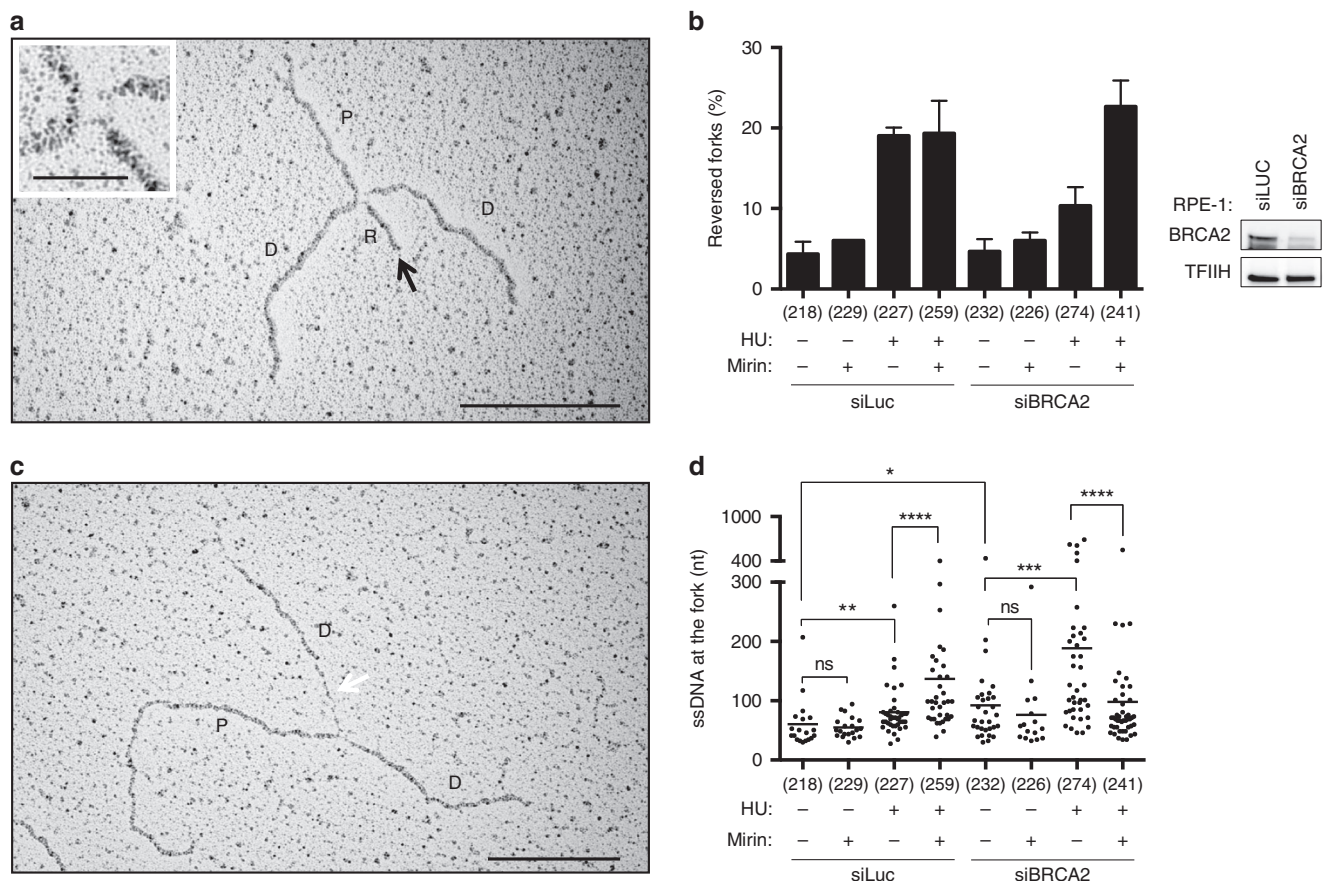 a
P
D
D
R
b
30
20
10
0
Reversed forks (%)
(218) (229) (227) (259) (232) (226) (274) (241)
HU: – – + + – – + +
Mirin: – + – + – + – +
siLuc siBRCA2
siLUC siBRCA2
RPE-1:
BRCA2
TFIIH
c
D
P
D
d
*
****
****
1000
400
300
200
100
0
ssDNA at the fork (nt)
***
**
ns
ns
(218) (229) (227) (259) (232) (226) (274) (241)
HU: – – + + – – + +
Mirin: – + – + – + – +
siLuc siBRCA2